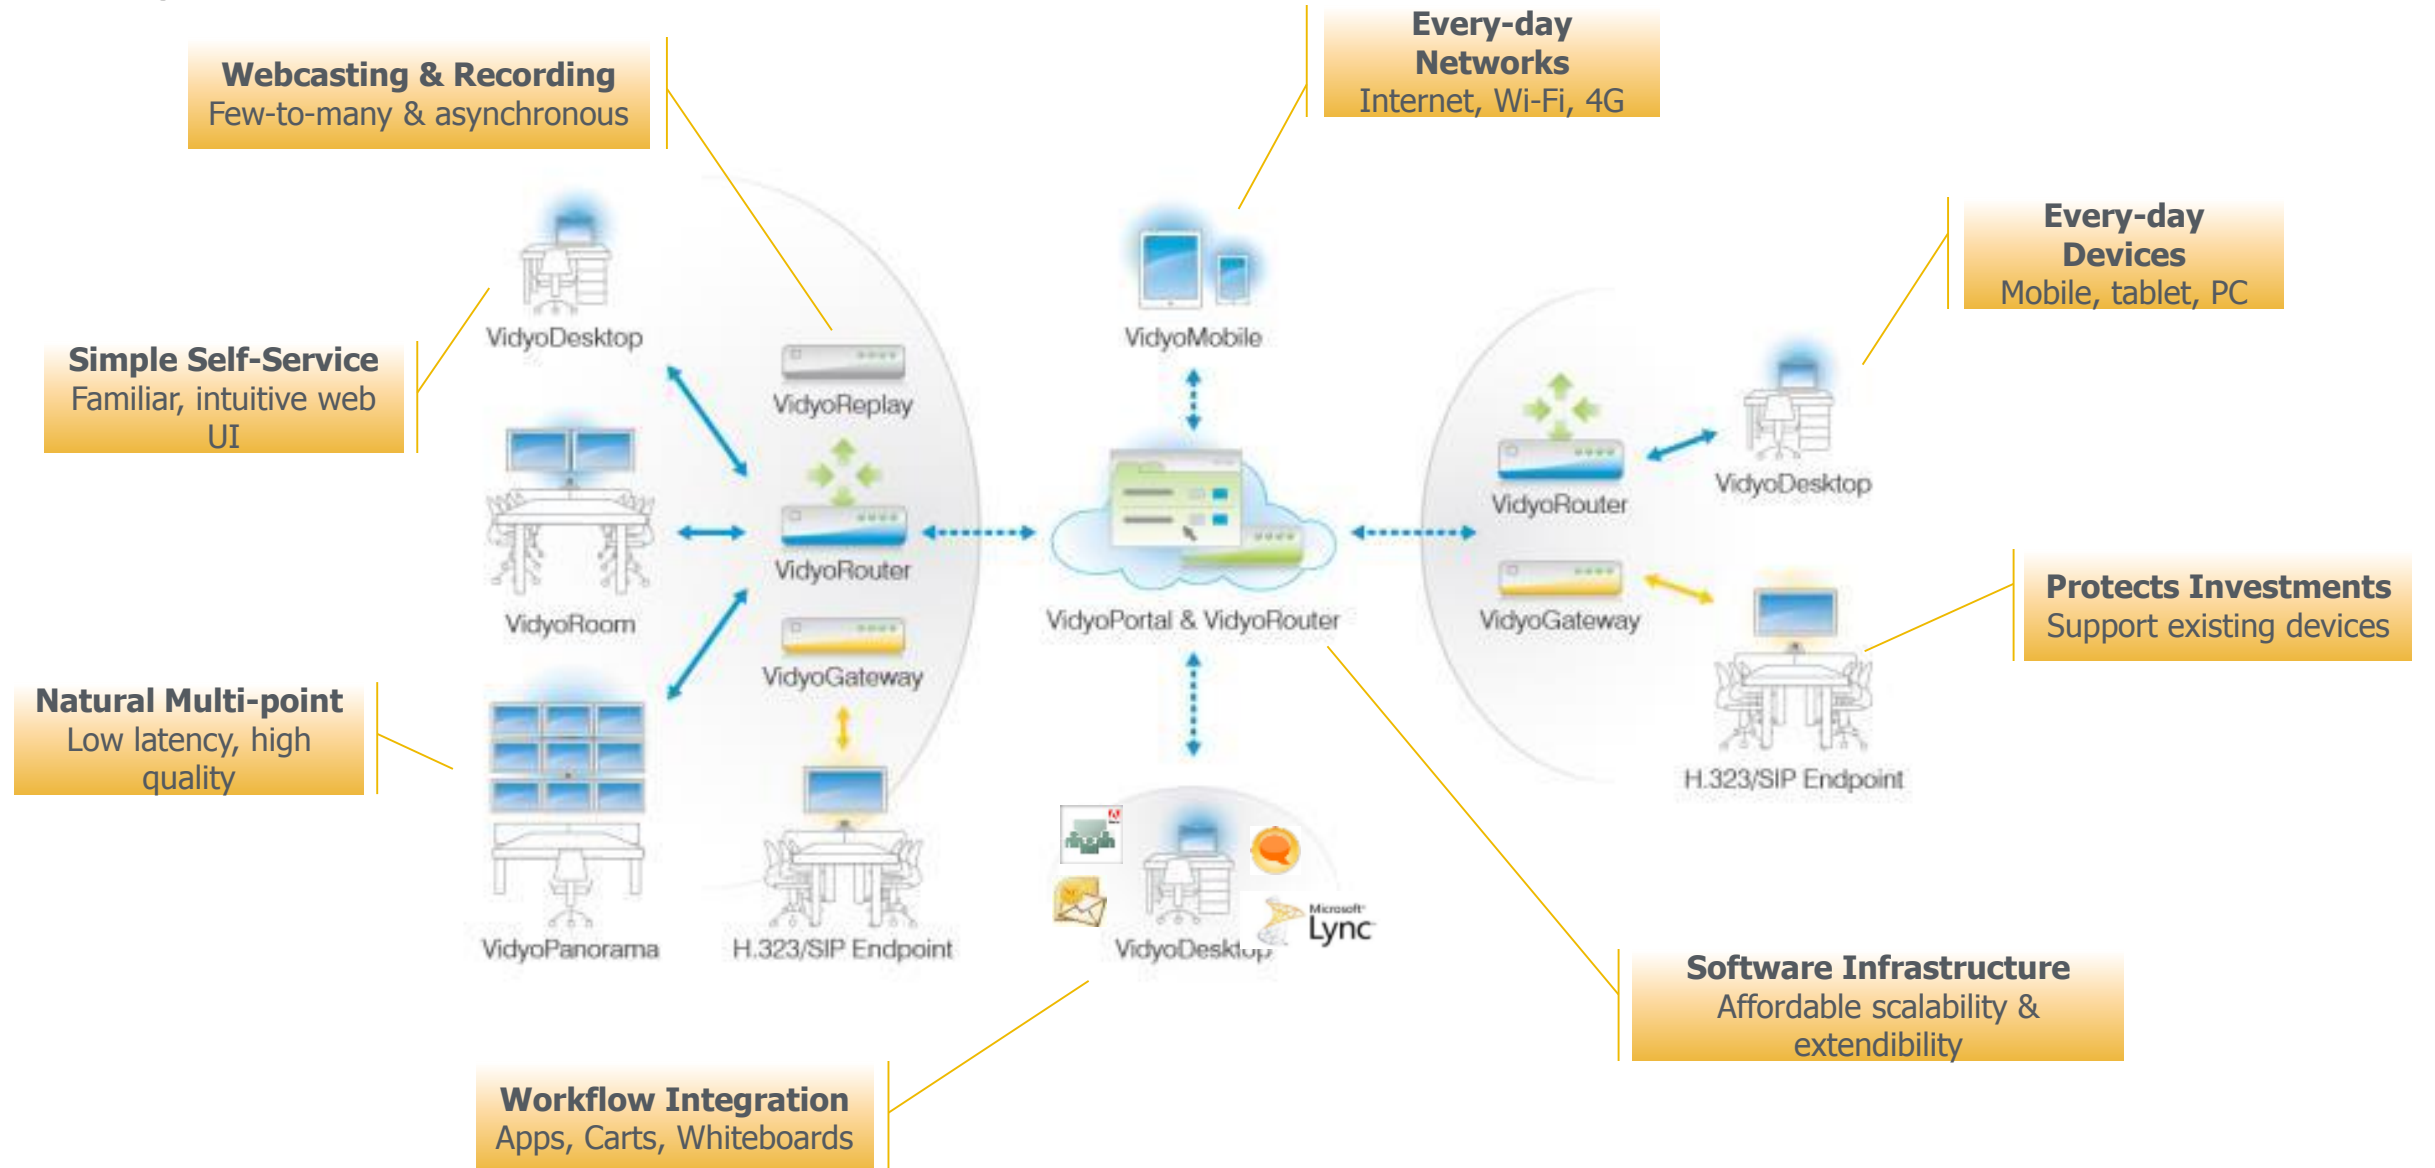 Every-day
Networks
Internet, Wi-Fi, 4G
Webcasting & Recording
Few-to-many & asynchronous
Every-day
Devices
Mobile, tablet, PC
Simple Self-Service
Familiar, intuitive web
UI
VidyoDesktop
VidyoReplay
VidyoMobile
VidyoRouter
VidyoDesktop
VidyoRoom
VidyoRouter
VidyoGateway
VidyoPortal & VidyoRouter
VidyoGateway
Protects Investments
Support existing devices
Natural Multi-point
Low latency, high
quality
H.323/SIP Endpoint
VidyoPanorama
H.323/SIP Endpoint
Microsoft
Lync
VidyoDesktop
Software Infrastructure
Affordable scalability &
extendibility
Workflow Integration
Apps, Carts, Whiteboards